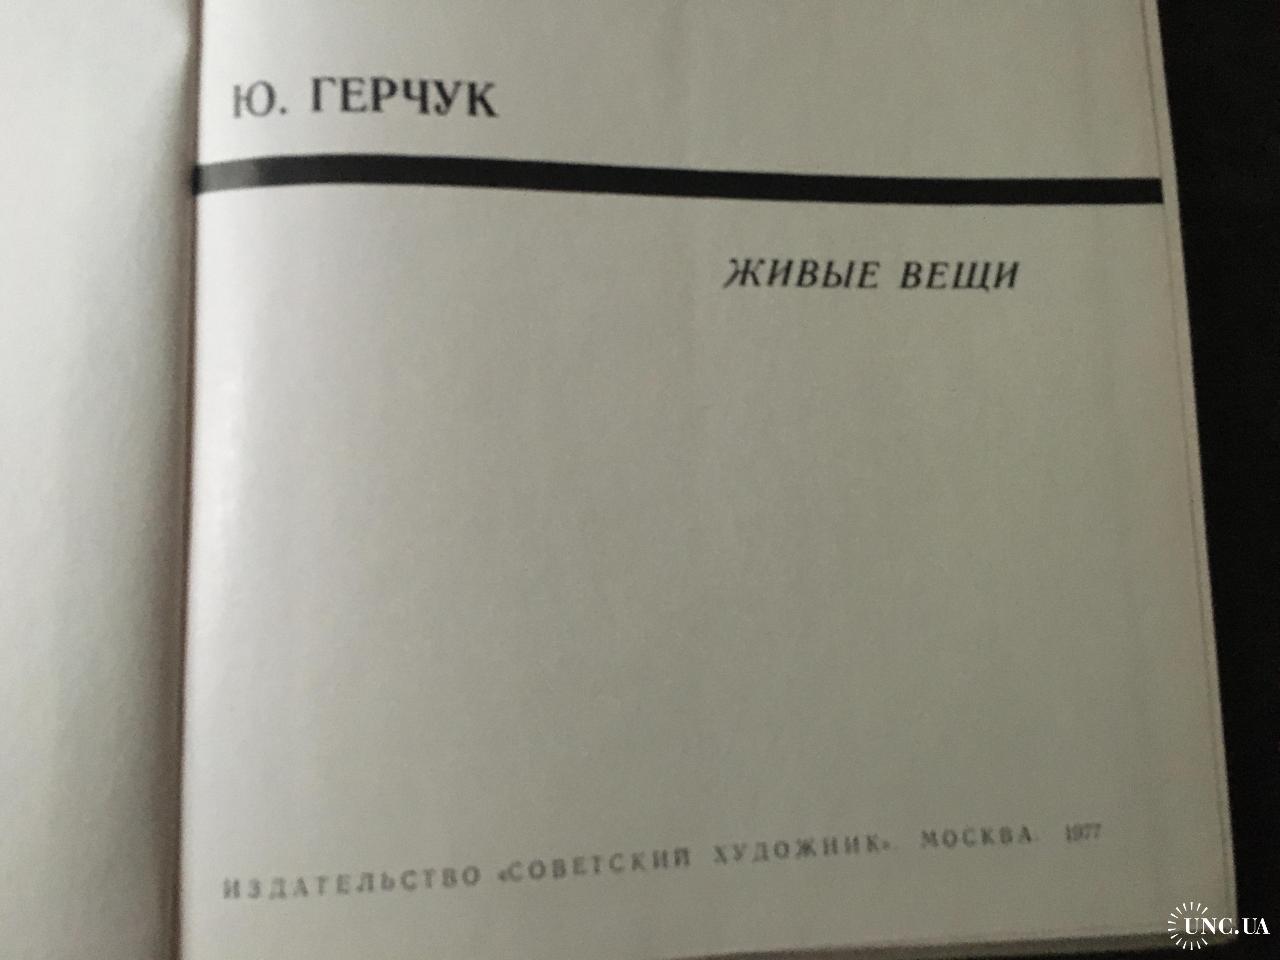 Ю. ГЕРЧУК
ЖИВЫЕ ВЕЩИ
ИЗДАТЕЛЬСТВО «СОВЕТСКИЙ ХУДОЖНИК». МОСКВА. 1977
UNC.UA